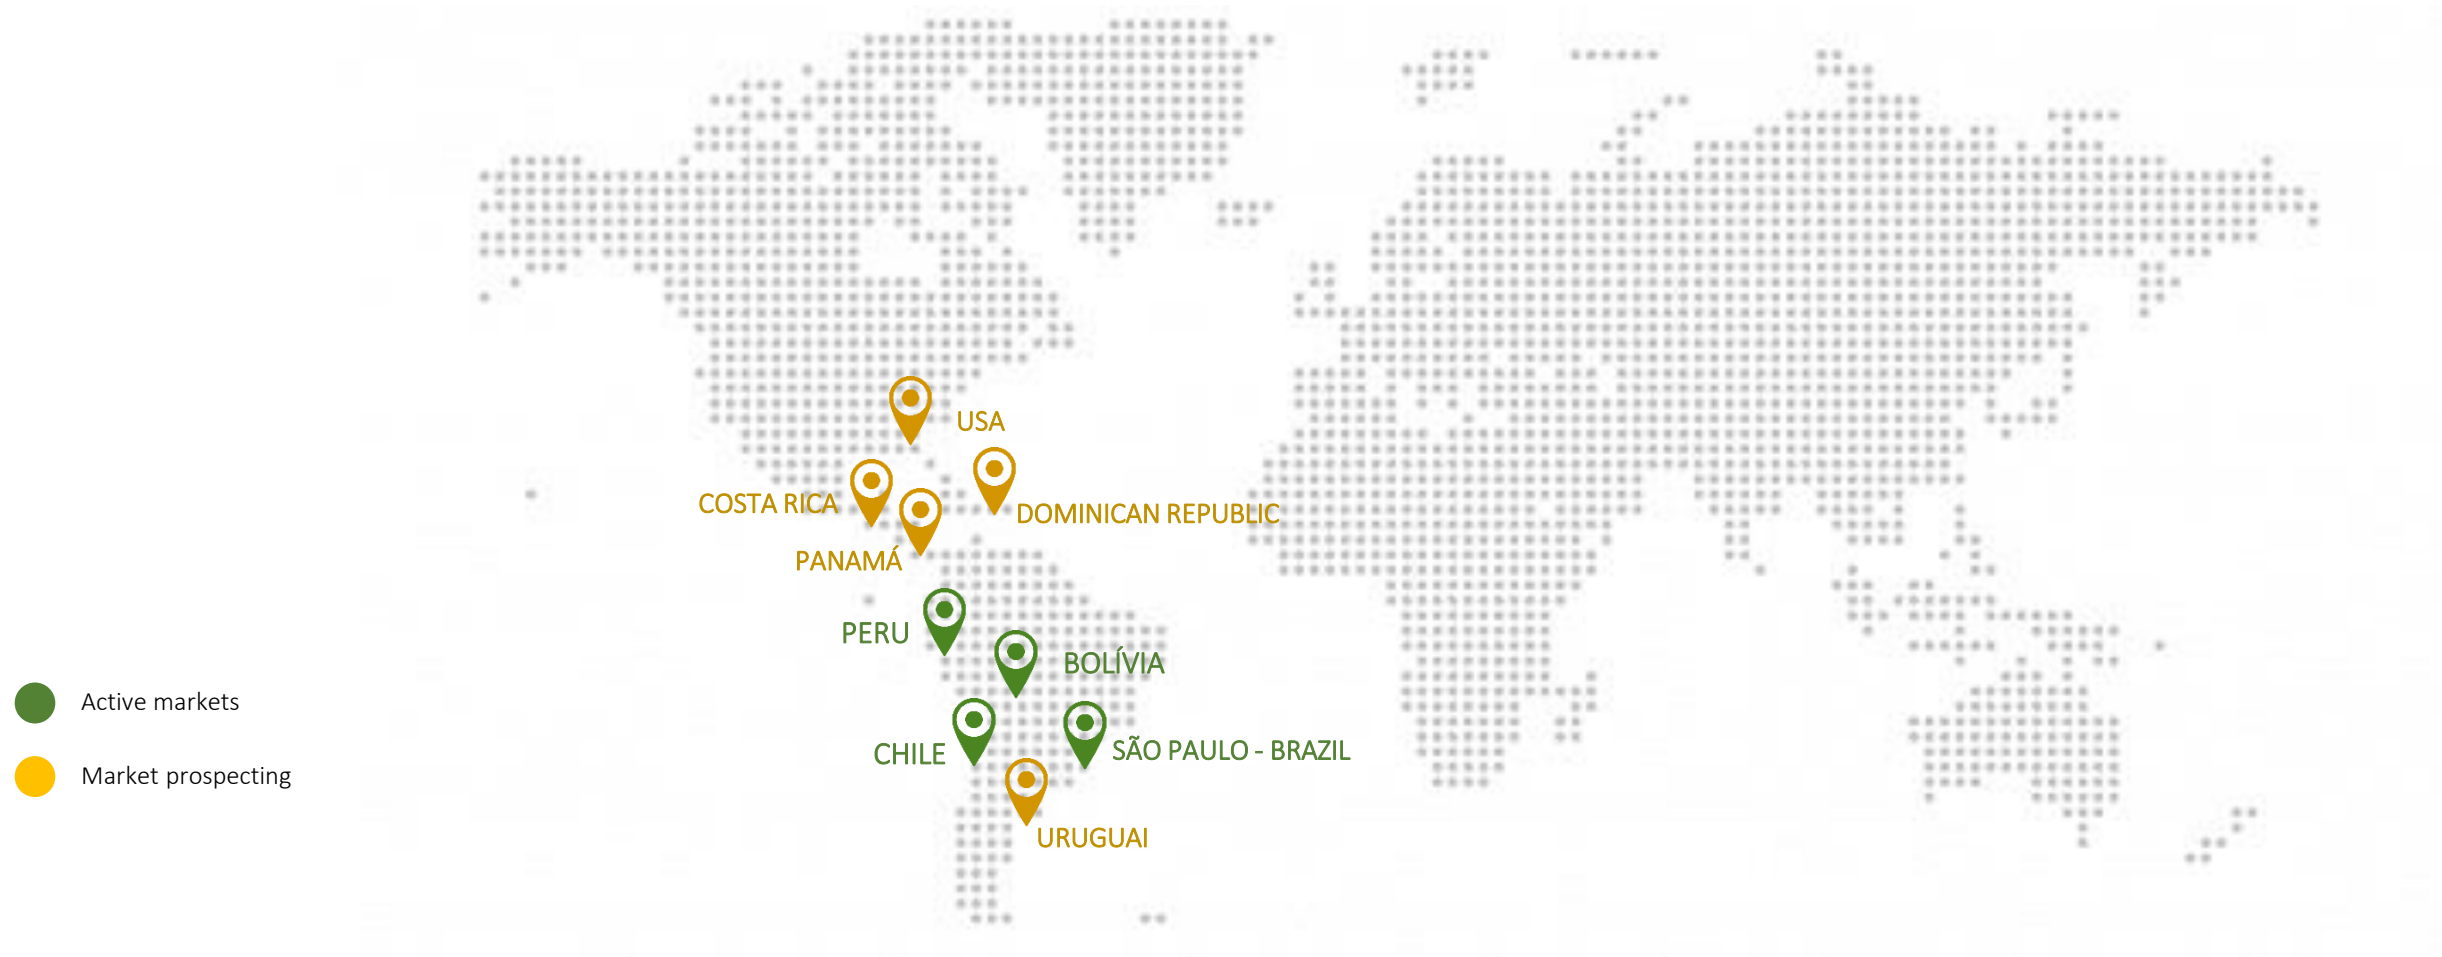 USA
COSTA RICA
DOMINICAN REPUBLIC
PANAMÁ
PERU
BOLÍVIA
Active markets
CHILE
SÃO PAULO - BRAZIL
Market prospecting
URUGUAI